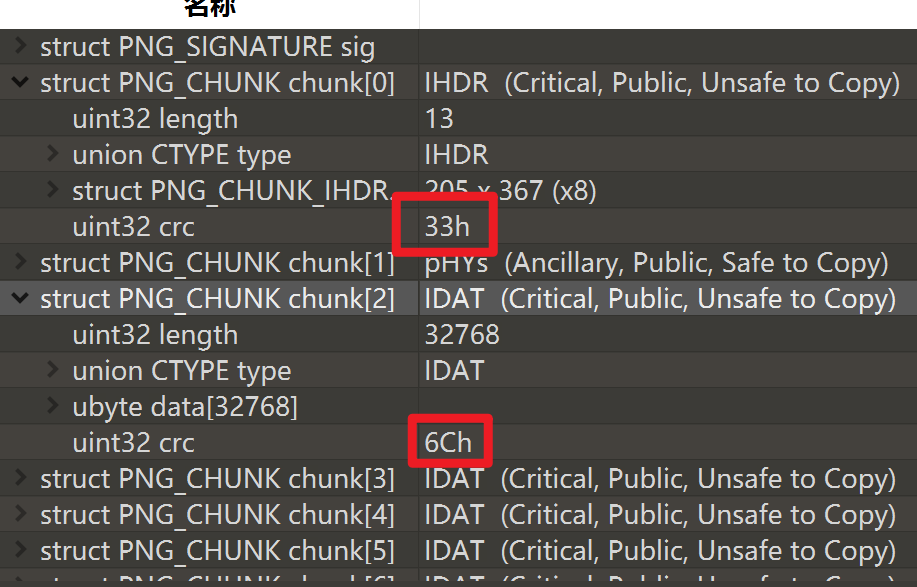 名称
struct PNG_SIGNATURE sig
struct PNG_CHUNK chunk[0] IHDR (Critical, Public, Unsafe to Copy)
uint32 length 13
union CTYPE type IHDR
struct PNG_CHUNK_IHDR. 205 x 367 (x8)
uint32 crc 33h
struct PNG_CHUNK chunk[1] pHYs (Ancillary, Public, Safe to Copy)
struct PNG_CHUNK chunk[2] IDAT (Critical, Public, Unsafe to Copy)
uint32 length 32768
union CTYPE type IDAT
ubyte data[32768]
uint32 crc 6Ch
struct PNG_CHUNK chunk[3] IDAT (Critical, Public, Unsafe to Copy)
struct PNG_CHUNK chunk[4] IDAT (Critical, Public, Unsafe to Copy)
struct PNG_CHUNK chunk[5] IDAT (Critical, Public, Unsafe to Copy)